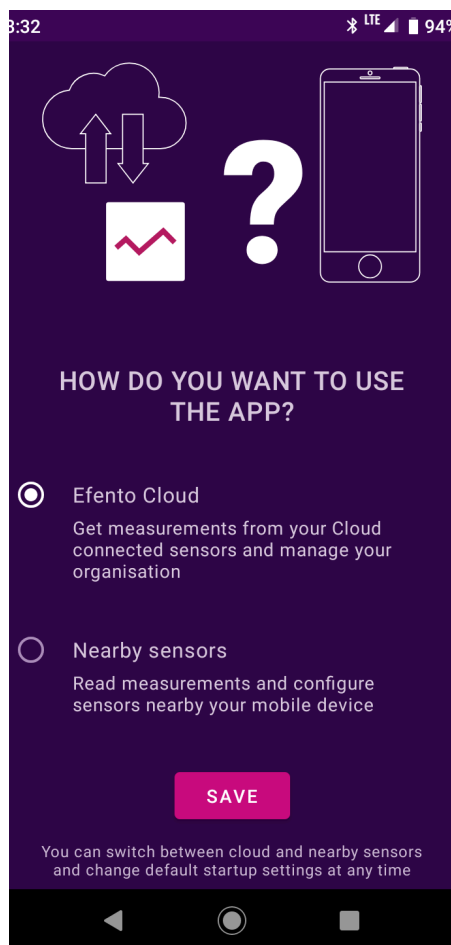 :32 LTE 94%
HOW DO YOU WANT TO USE
THE APP?
Efento Cloud
Get measurements from your Cloud
connected sensors and manage your
organisation
Nearby sensors
Read measurements and configure
sensors nearby your mobile device
SAVE
You can switch between cloud and nearby sensors
and change default startup settings at any time